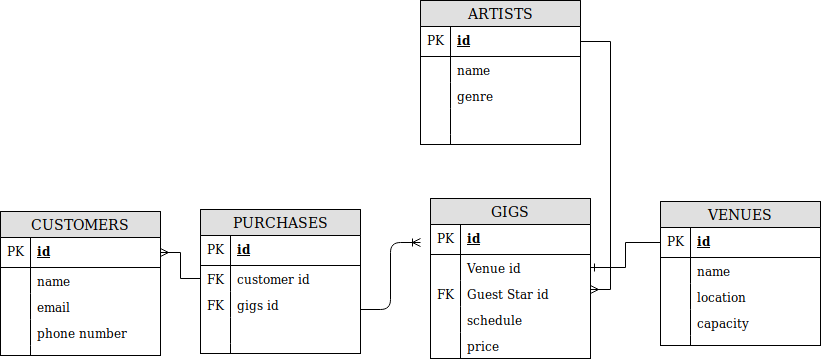 ARTISTS
PK id
name
genre
CUSTOMERS
PK id
name
email
phone number
PURCHASES
PK id
FK customer id
FK gigs id
GIGS
PK id
Venue id
FK Guest Star id
schedule
price
VENUES
PK id
name
location
capacity